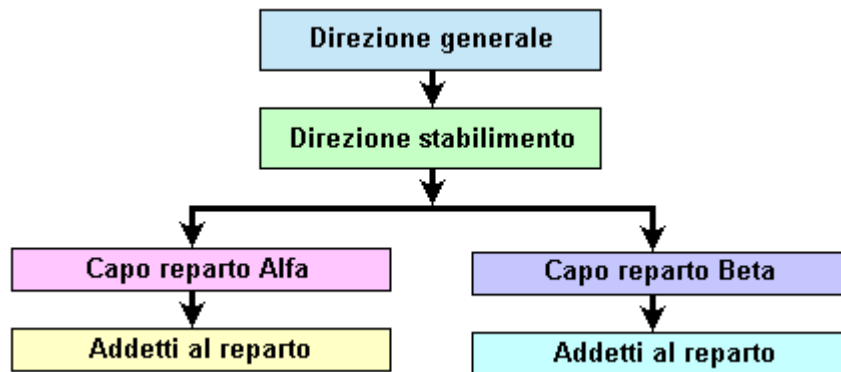 Direzione generale
Direzione stabilimento
Capo reparto Alfa
Capo reparto Beta
Addetti al reparto
Addetti al reparto